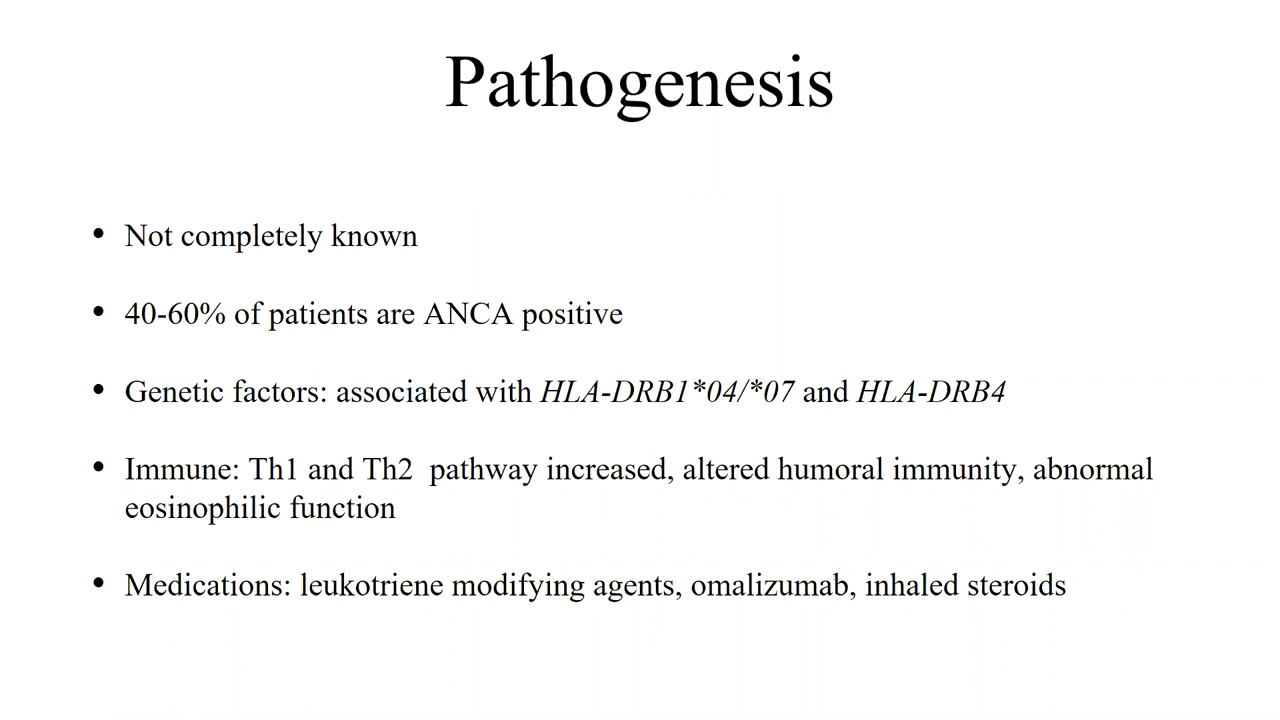 Pathogenesis
• Not completely known
• 40-60% of patients are ANCA positive
• Genetic factors: associated with HLA-DRB1*04/*07 and HLA-DRB4
• Immune: Th1 and Th2  pathway increased, altered humoral immunity, abnormal
eosinophilic function
• Medications: leukotriene modifying agents, omalizumab, inhaled steroids